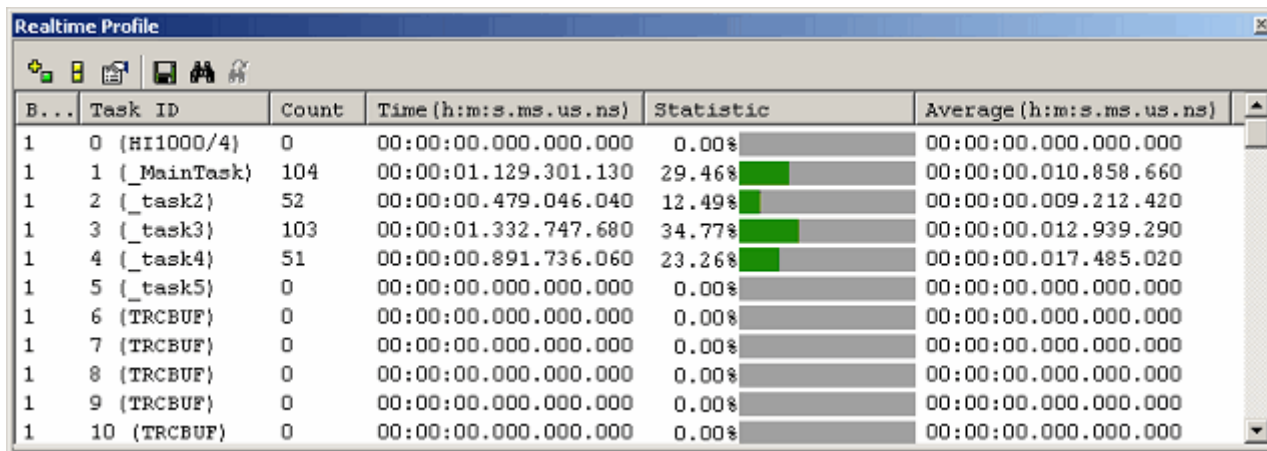 Realtime Profile
B... Task ID Count Time(h:m:s.ms.us.ns) Statistic Average(h:m:s.ms.us.ns)
1 0 (HI1000/4) 0 00:00:00.000.000.000 0.00% 00:00:00.000.000.000
1 1 (_MainTask) 104 00:00:01.129.301.130 29.46% 00:00:00.010.858.660
1 2 (_task2) 52 00:00:00.479.046.040 12.49% 00:00:00.009.212.420
1 3 (_task3) 103 00:00:01.332.747.680 34.77% 00:00:00.012.939.290
1 4 (_task4) 51 00:00:00.891.736.060 23.26% 00:00:00.017.485.020
1 5 (_task5) 0 00:00:00.000.000.000 0.00% 00:00:00.000.000.000
1 6 (TRCBUF) 0 00:00:00.000.000.000 0.00% 00:00:00.000.000.000
1 7 (TRCBUF) 0 00:00:00.000.000.000 0.00% 00:00:00.000.000.000
1 8 (TRCBUF) 0 00:00:00.000.000.000 0.00% 00:00:00.000.000.000
1 9 (TRCBUF) 0 00:00:00.000.000.000 0.00% 00:00:00.000.000.000
1 10 (TRCBUF) 0 00:00:00.000.000.000 0.00% 00:00:00.000.000.000